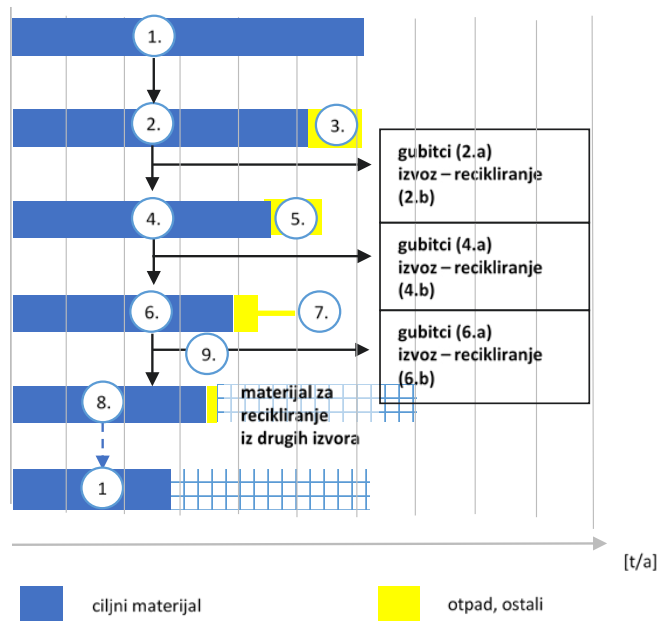 1.
2.
3.
gubitci (2.a)
izvoz – recikliranje
(2.b)
4.
5.
gubitci (4.a)
izvoz – recikliranje
(4.b)
6.
7.
gubitci (6.a)
izvoz – recikliranje
(6.b)
9.
8.
materijal za
recikliranje
iz drugih izvora
1
[t/a]
ciljni materijal
otpad, ostali